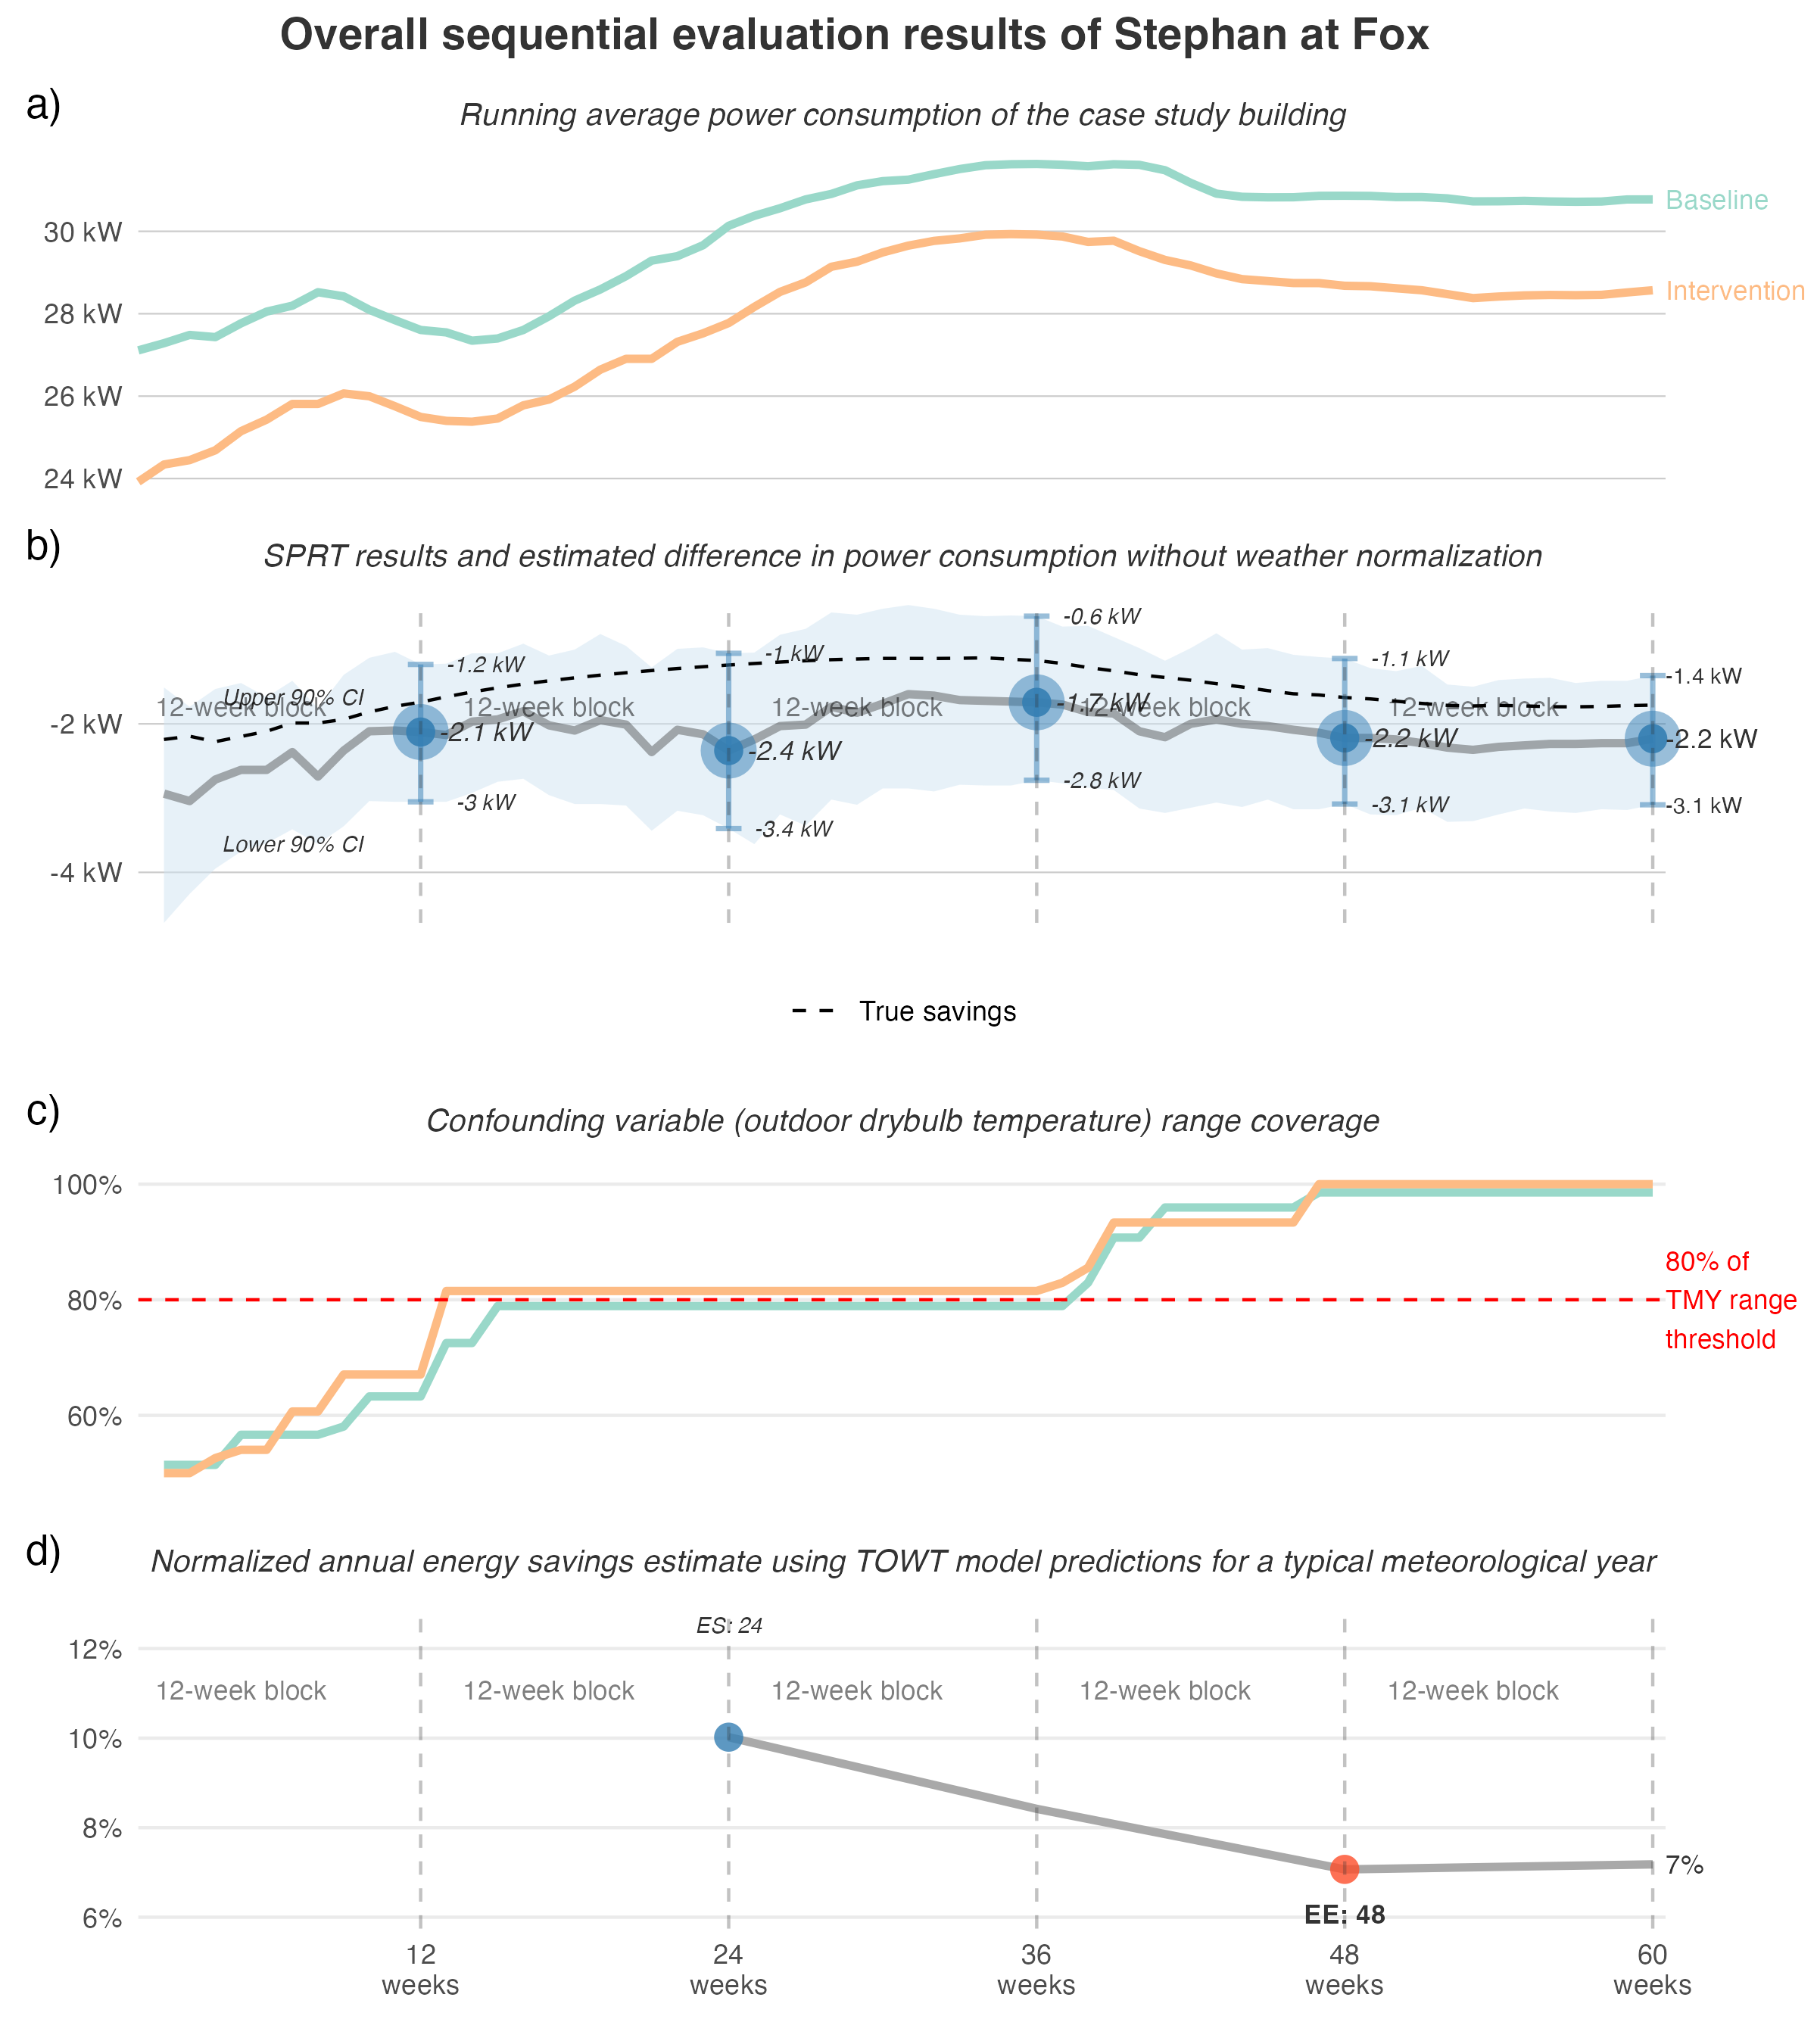 Overall sequential evaluation results of Stephan at Fox
a)
Running average power consumption of the case study building
30 kW
28 kW
26 kW
24 kW
Baseline
Intervention
b)
SPRT results and estimated difference in power consumption without weather normalization
-2 kW
-4 kW
Upper 90% CI
Lower 90% CI
12-week block
12-week block
12-week block
12-week block
12-week block
-1.2 kW
-2.1 kW
-3 kW
-1 kW
-2.4 kW
-3.4 kW
-0.6 kW
-1.7 kW
-2.8 kW
-1.1 kW
-2.2 kW
-3.1 kW
-1.4 kW
-2.2 kW
-3.1 kW
True savings
c)
Confounding variable (outdoor drybulb temperature) range coverage
100%
80%
60%
80% of
TMY range
threshold
d)
Normalized annual energy savings estimate using TOWT model predictions for a typical meteorological year
ES: 24
12%
10%
8%
6%
12-week block
12-week block
12-week block
12-week block
12-week block
7%
EE: 48
12
weeks
24
weeks
36
weeks
48
weeks
60
weeks